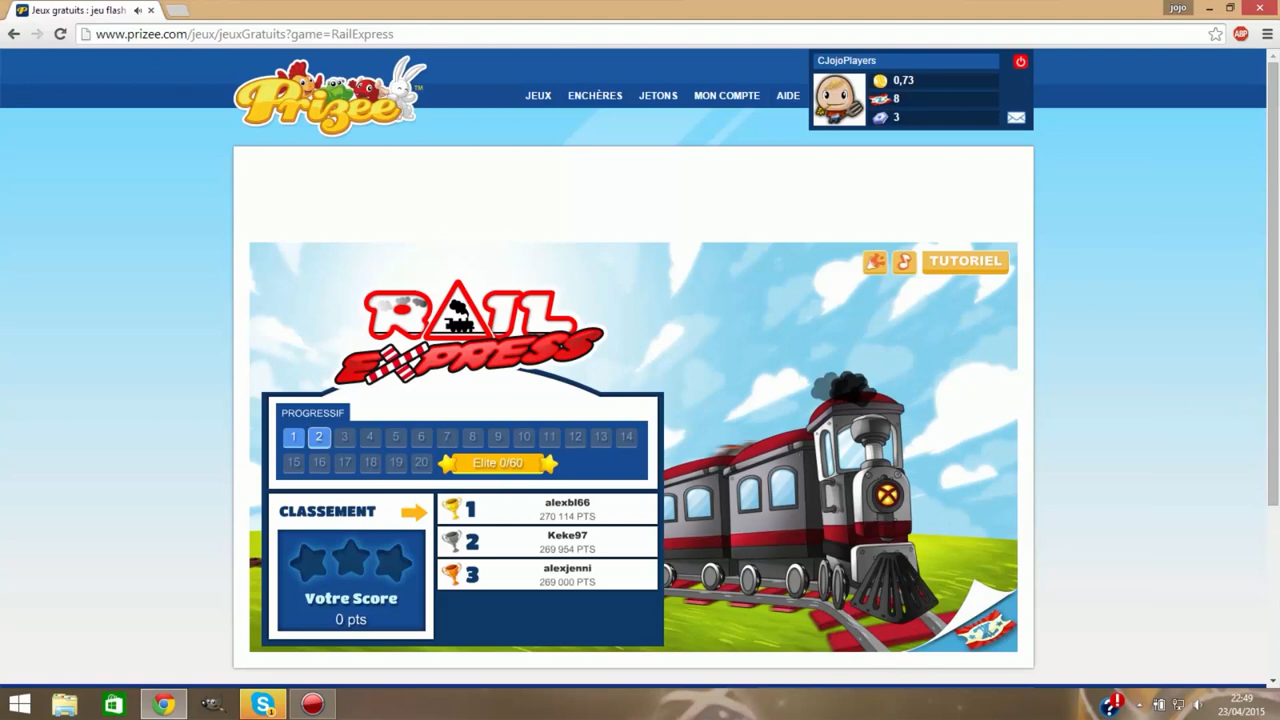 Jeux gratuits : jeu flash
jojo
www.prizee.com/jeux/jeuxGratuits?game=RailExpress
ABP
Prizee™
JEUX
ENCHÈRES
JETONS
MON COMPTE
AIDE
CJojoPlayers
0,73
8
3
TUTORIEL
RAIL
EXPRESS
PROGRESSIF
1 2 3 4 5 6 7 8 9 10 11 12 13 14
15 16 17 18 19 20 Elite 0/60
CLASSEMENT
Votre Score
0 pts
1 alexbl66
270 114 PTS
2 Keke97
269 954 PTS
3 alexjenni
269 000 PTS
22:49
23/04/2015